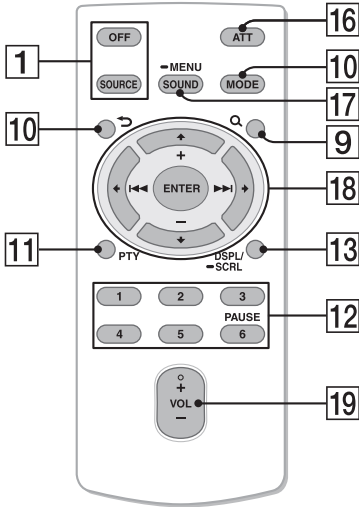 16
OFF
ATT
1
– MENU
10
SOURCE
SOUND
MODE
17
10
9
+
ENTER
18
–
11
PTY
DSPL/
– SCRL
13
1 2 3
PAUSE
12
4 5 6
+
VOL
19
–